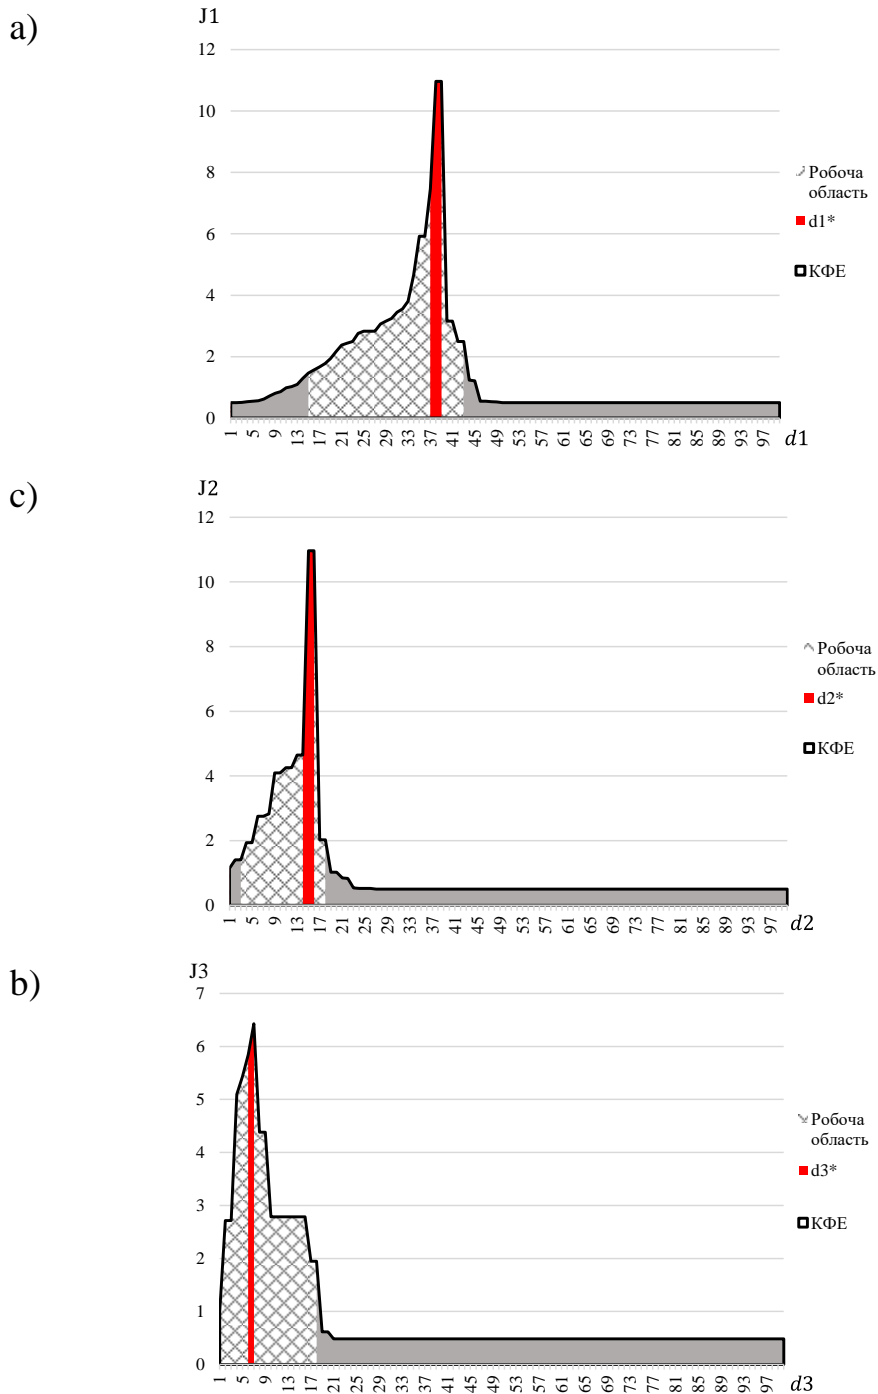 a)
J1
12
10
8
6
4
2
0
1 5 9 13 17 21 25 29 33 37 41 45 49 53 57 61 65 69 73 77 81 85 89 93 97 d1
Робоча
область
d1*
КФЕ
c)
J2
12
10
8
6
4
2
0
1 5 9 13 17 21 25 29 33 37 41 45 49 53 57 61 65 69 73 77 81 85 89 93 97 d2
Робоча
область
d2*
КФЕ
b)
J3
7
6
5
4
3
2
1
0
1 5 9 13 17 21 25 29 33 37 41 45 49 53 57 61 65 69 73 77 81 85 89 93 97 d3
Робоча
область
d3*
КФЕ